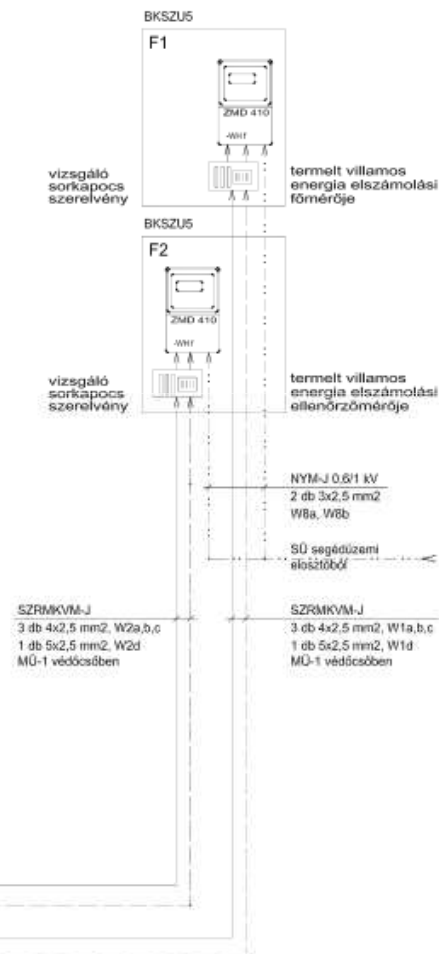 BKSZU5
F1
ZMD 410
-WHf
vizsgáló
sorkapocs
szerelvény
termelt villamos
energia elszámolási
főmérője
BKSZU5
F2
ZMD 410
-WHf
vizsgáló
sorkapocs
szerelvény
termelt villamos
energia elszámolási
ellenőrzőmérője
NYM-J 0,6/1 kV
2 db 3x2,5 mm2
W8a, W8b
SÜ segédüzemi
elosztóból
SZRMKVM-J
3 db 4x2,5 mm2, W2a,b,c
1 db 5x2,5 mm2, W2d
MÜ-1 védőcsőben
SZRMKVM-J
3 db 4x2,5 mm2, W1a,b,c
1 db 5x2,5 mm2, W1d
MÜ-1 védőcsőben